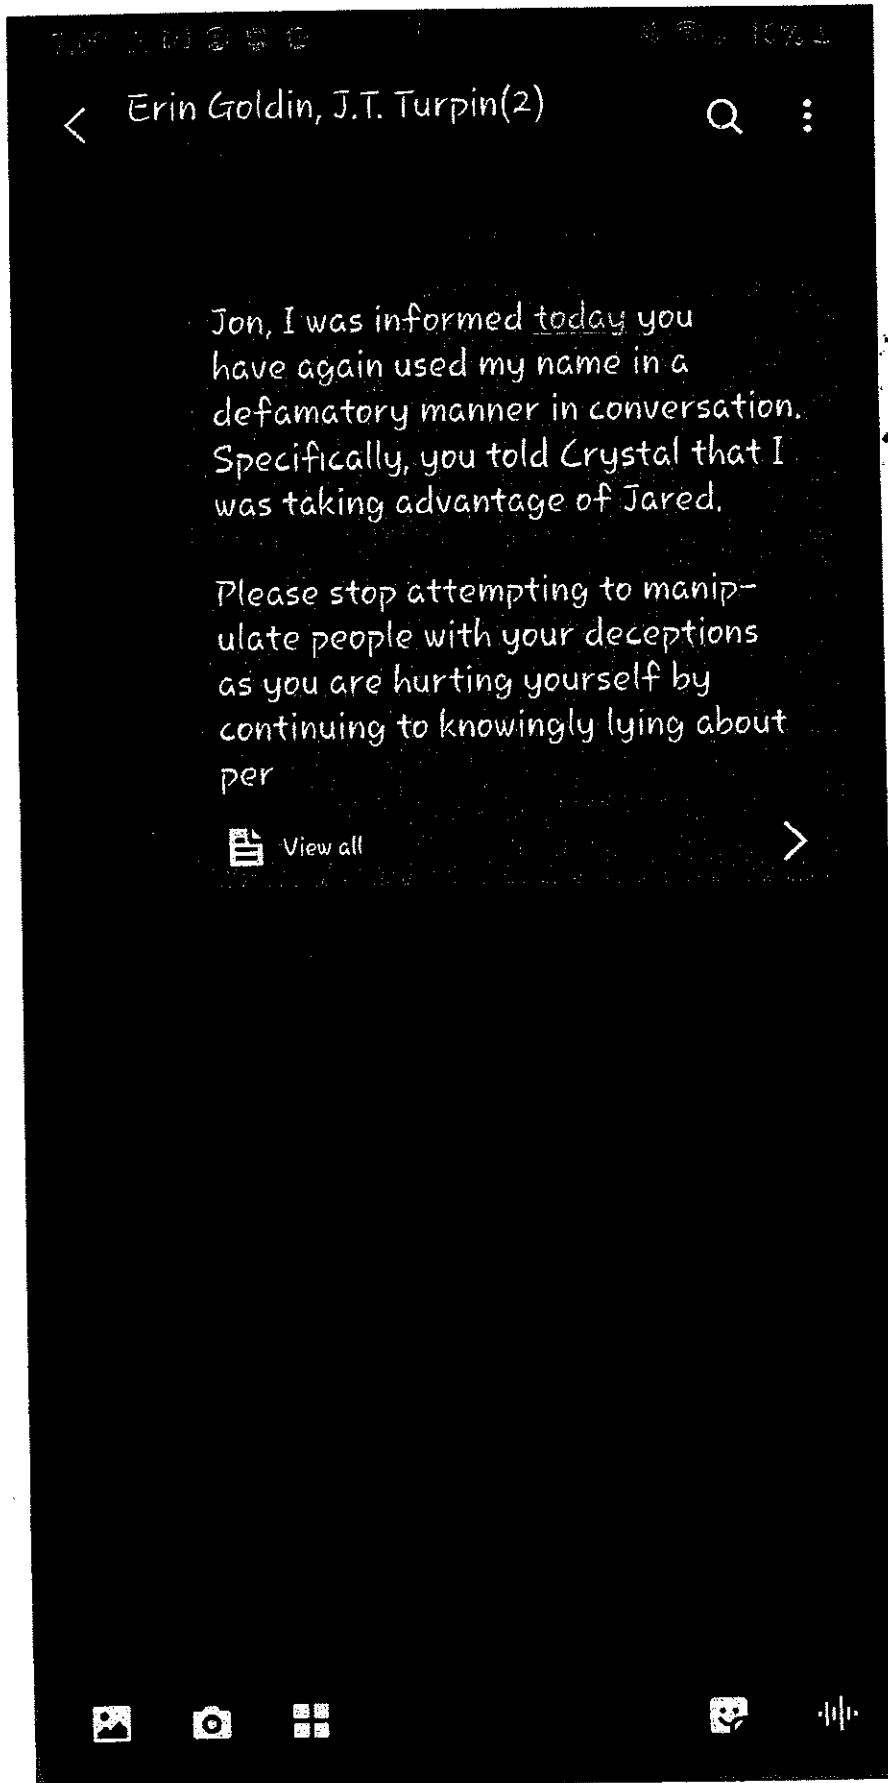 Erin Goldin, J.T. Turpin(2)
Jon, I was informed today you
have again used my name in a
defamatory manner in conversation.
Specifically, you told Crystal that I
was taking advantage of Jared.
Please stop attempting to manip-
ulate people with your deceptions
as you are hurting yourself by
continuing to knowingly lying about
per
View all